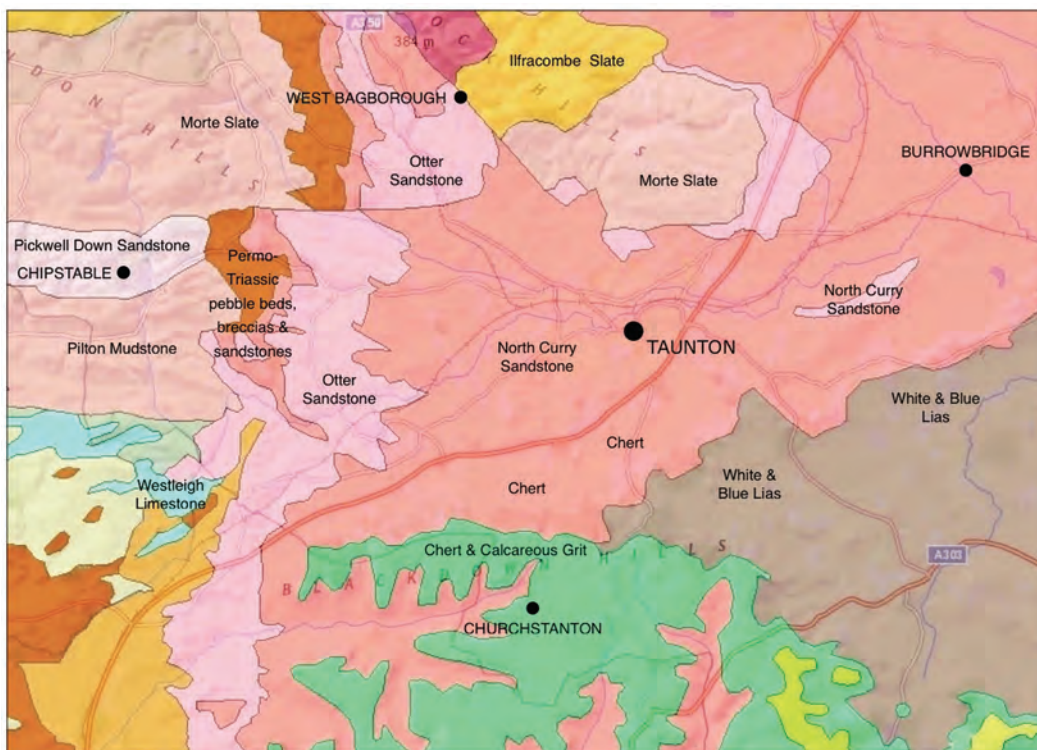 A358
O
C
384 m
Ilfracombe Slate
WEST BAGBOROUGH
H I L L S
Morte Slate
N D O N H I L L S
Otter
Sandstone
Morte Slate
BURROWBRIDGE
Pickwell Down Sandstone
CHIPSTABLE
Permo-
Triassic
pebble beds,
breccias &
sandstones
North Curry
Sandstone
TAUNTON
Pilton Mudstone
North Curry
Sandstone
Otter
Sandstone
White & Blue
Lias
Chert
White
& Blue Lias
Westleigh
Limestone
Chert
Chert & Calcareous Grit
B L A C K D O W N H I L L S
A303
CHURCHSTANTON